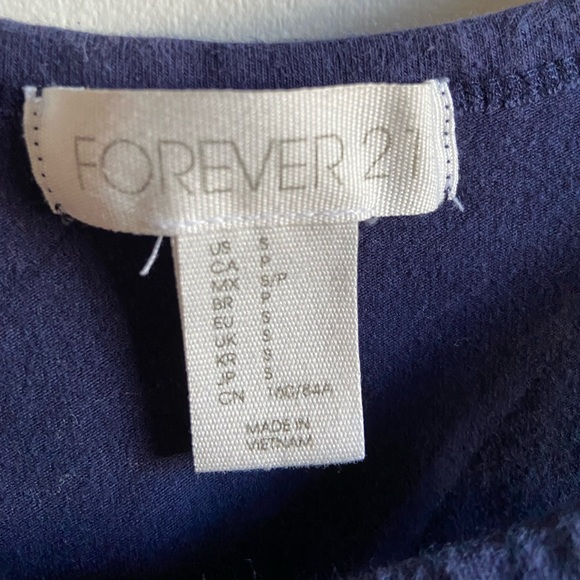 FOREVER 21
US S
CA P
MX S/P
BR P
EU S
UK S
KR S
JP S
CN 160/84A
MADE IN
VIETNAM